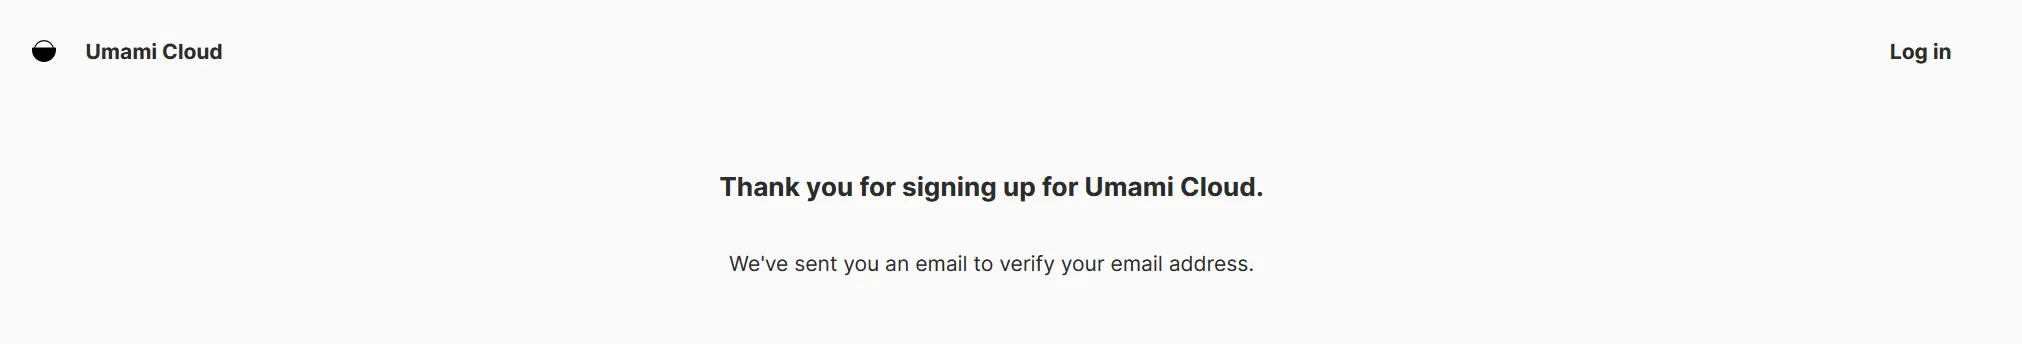 Umami Cloud
Log in
Thank you for signing up for Umami Cloud.
We've sent you an email to verify your email address.